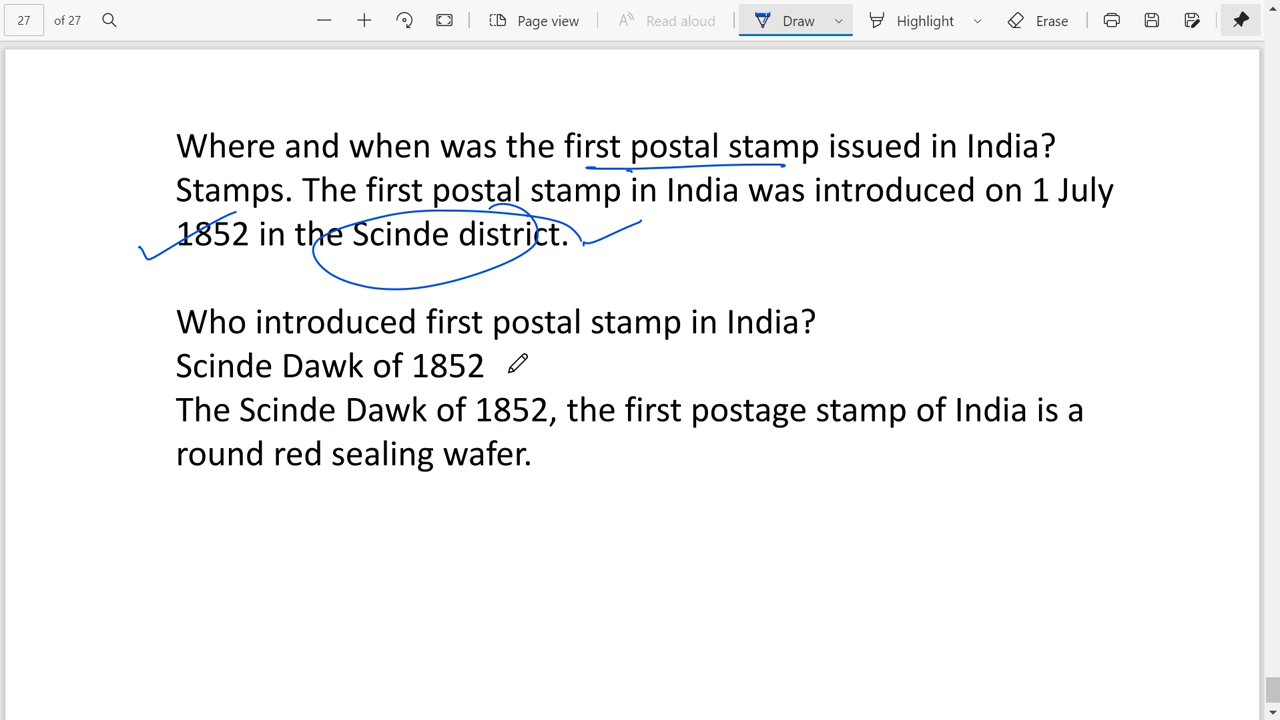 27 of 27 Page view Read aloud Draw Highlight Erase
Where and when was the first postal stamp issued in India?
Stamps. The first postal stamp in India was introduced on 1 July
1852 in the Scinde district.
Who introduced first postal stamp in India?
Scinde Dawk of 1852
The Scinde Dawk of 1852, the first postage stamp of India is a
round red sealing wafer.